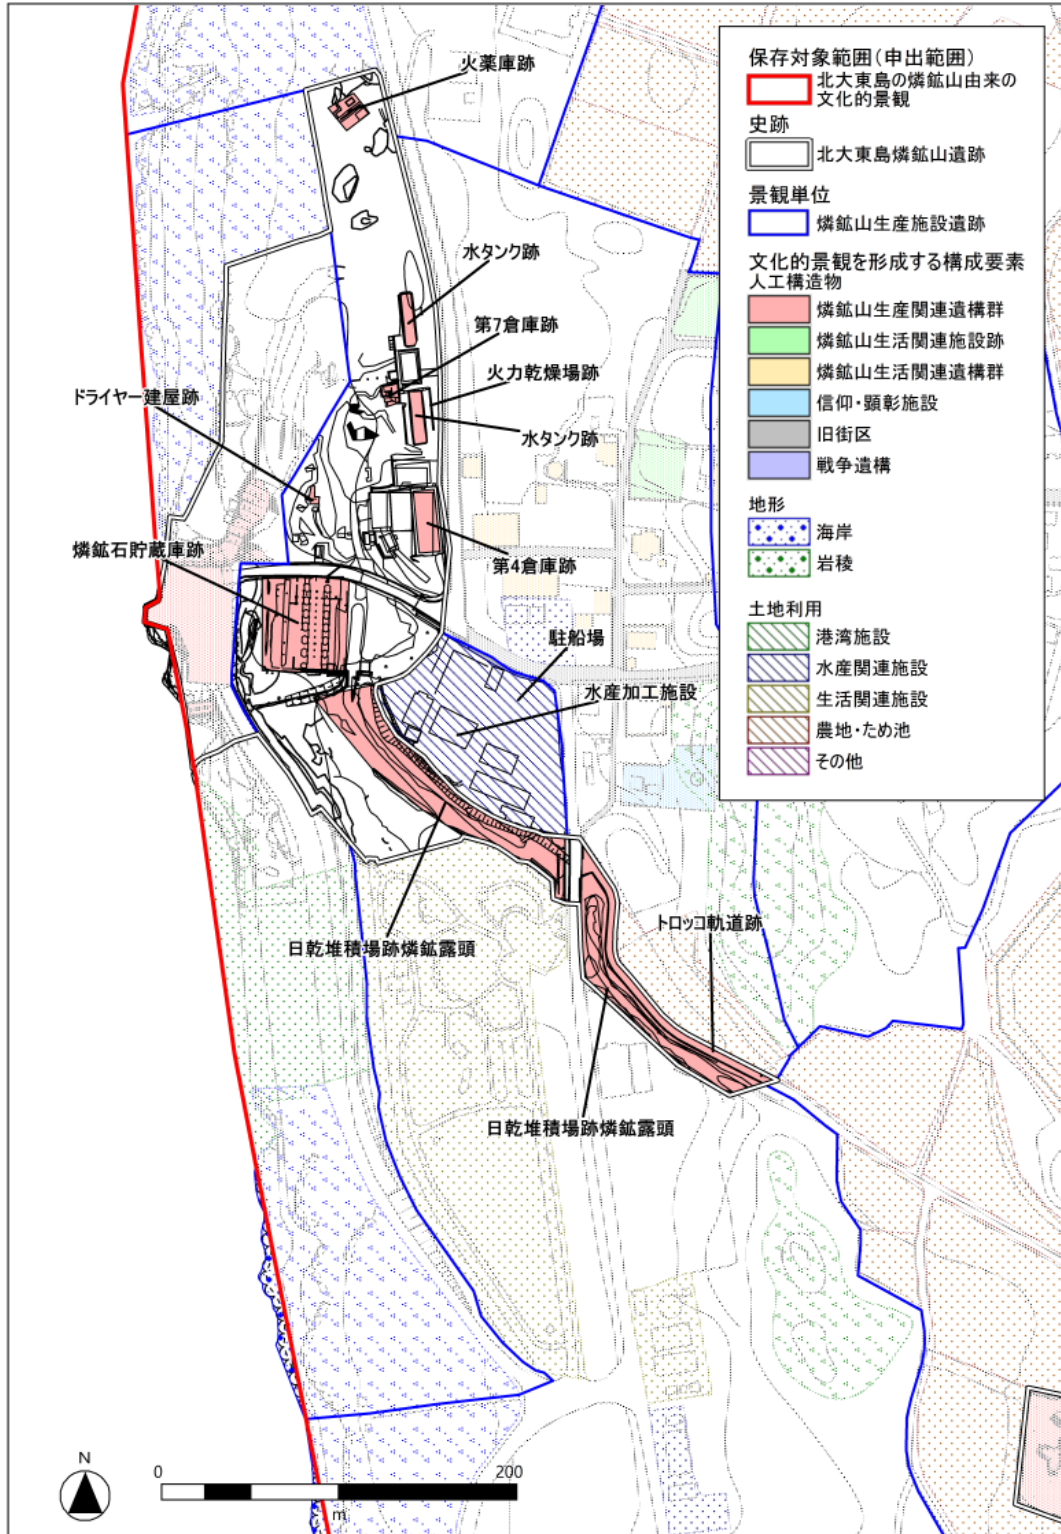 火薬庫跡
水タンク跡
第7倉庫跡
火力乾燥場跡
ドライヤー建屋跡
水タンク跡
燐鉱石貯蔵庫跡
第4倉庫跡
駐船場
水産加工施設
トロッコ軌道跡
日乾堆積場跡燐鉱露頭
日乾堆積場跡燐鉱露頭
保存対象範囲(申出範囲)
北大東島の燐鉱山由来の
文化的景観
史跡
北大東島燐鉱山遺跡
景観単位
燐鉱山生産施設遺跡
文化的景観を形成する構成要素
人工構造物
燐鉱山生産関連遺構群
燐鉱山生活関連施設跡
燐鉱山生活関連遺構群
信仰・顕彰施設
旧街区
戦争遺構
地形
海岸
岩稜
土地利用
港湾施設
水産関連施設
生活関連施設
農地・ため池
その他
N
0 200
m